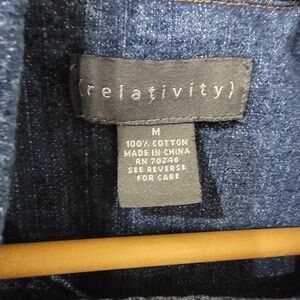 (relativity)
M
100% COTTON
MADE IN CHINA
RN 70246
SEE REVERSE
FOR CARE